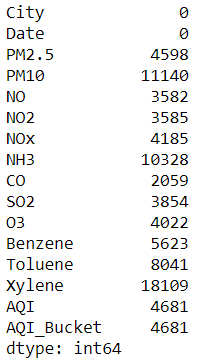 City 0
Date 0
PM2.5 4598
PM10 11140
NO 3582
NO2 3585
NOx 4185
NH3 10328
CO 2059
SO2 3854
O3 4022
Benzene 5623
Toluene 8041
Xylene 18109
AQI 4681
AQI_Bucket 4681
dtype: int64